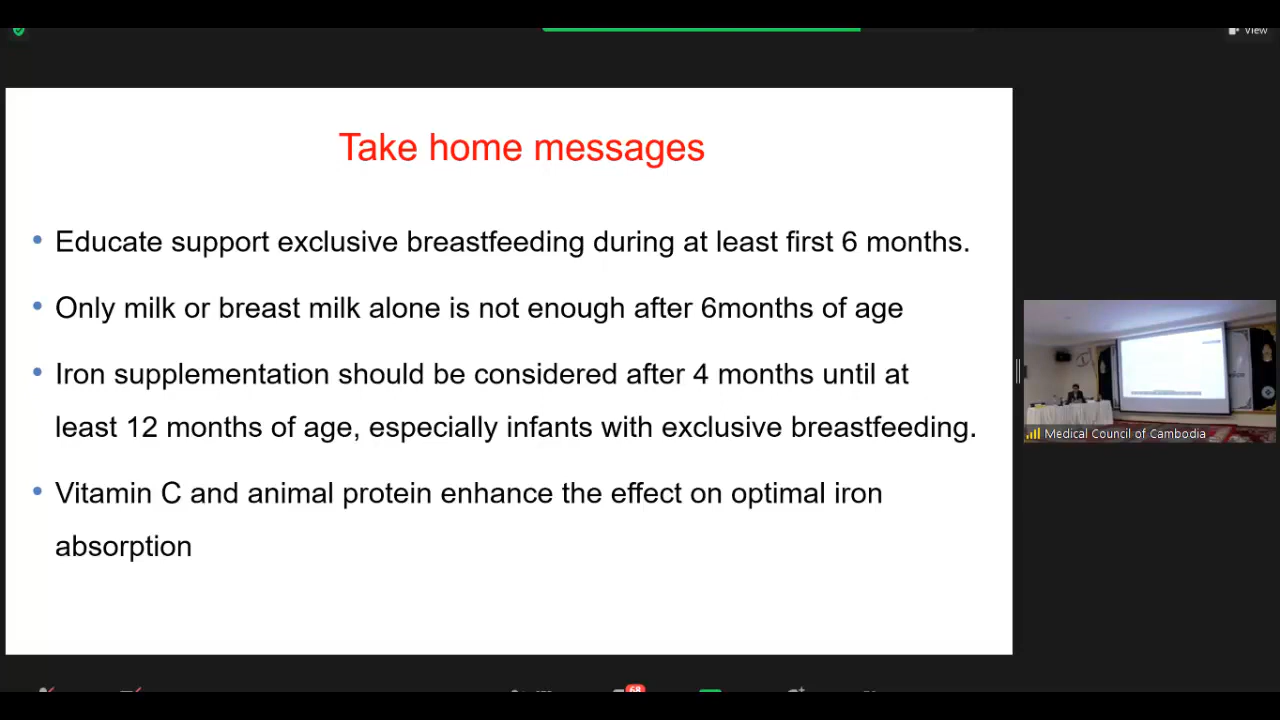 View
Take home messages
• Educate support exclusive breastfeeding during at least first 6 months.
• Only milk or breast milk alone is not enough after 6months of age
• Iron supplementation should be considered after 4 months until at
least 12 months of age, especially infants with exclusive breastfeeding.
• Vitamin C and animal protein enhance the effect on optimal iron
absorption
Medical Council of Cambodia
68